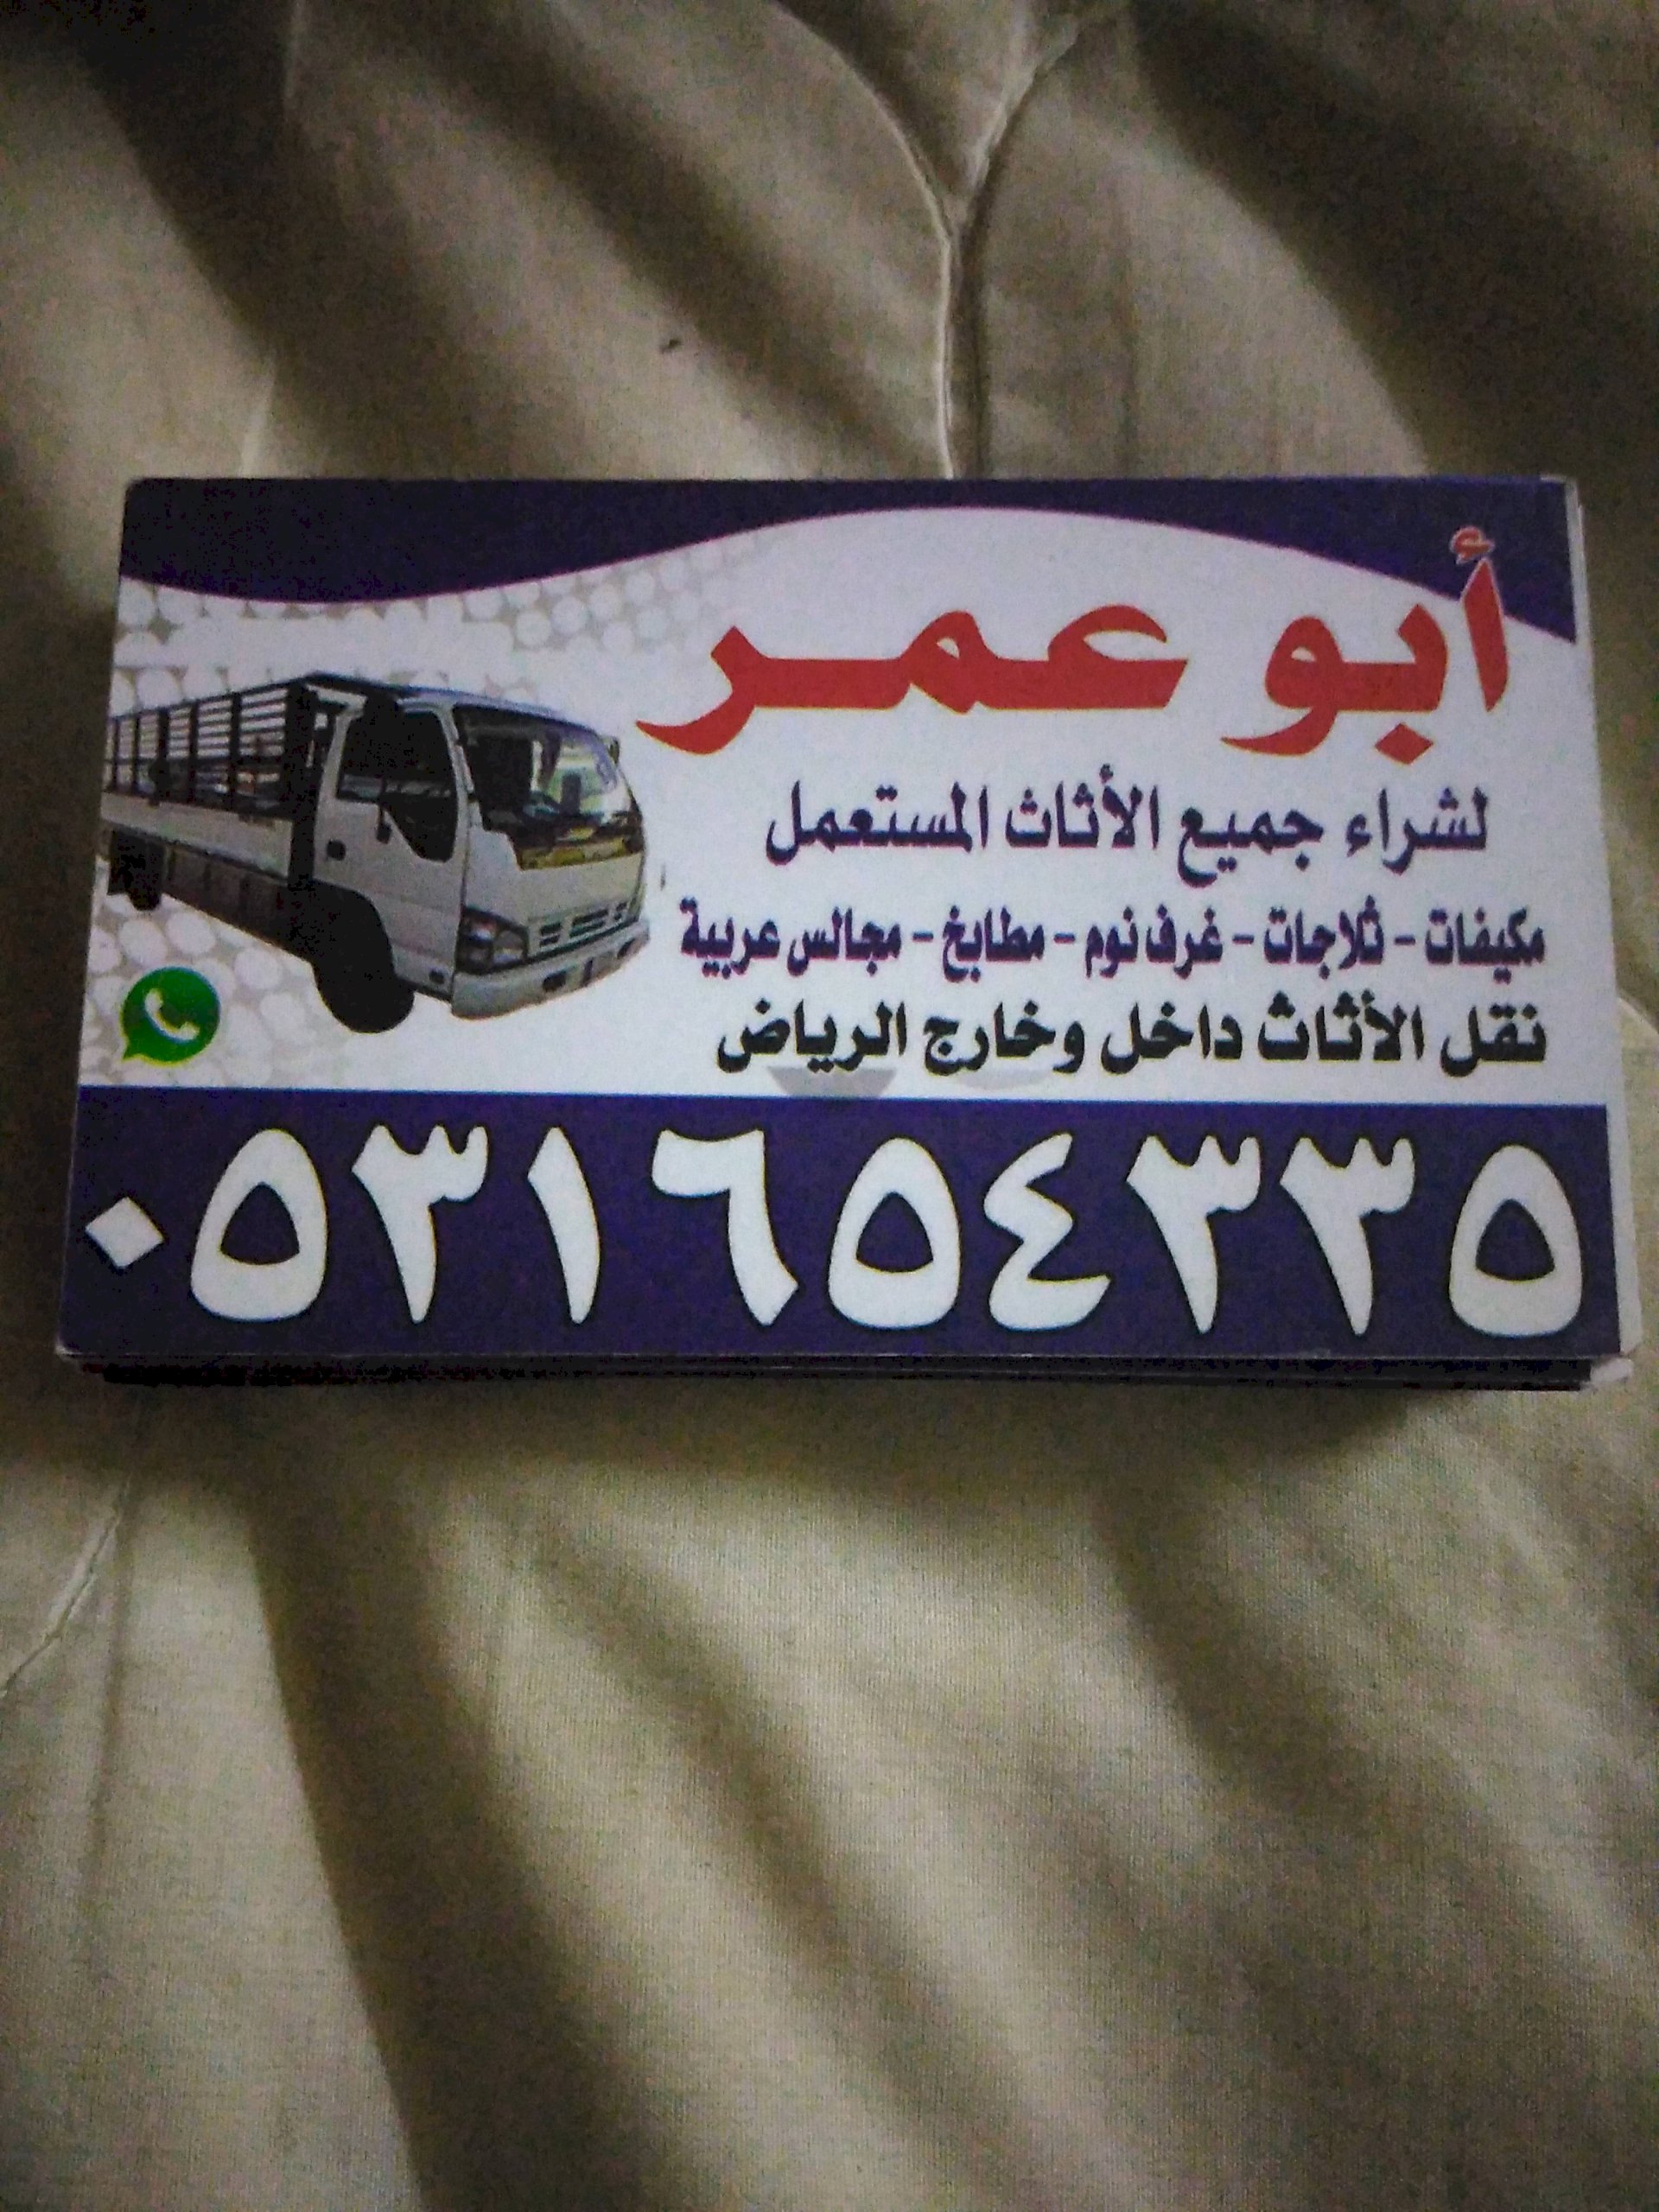 أبو عمر
لشراء جميع الأثاث المستعمل
مكيفات - ثلاجات - غرف نوم - مطابخ - مجالس عربية
نقل الأثاث داخل وخارج الرياض
٠٥٣١٦٥٤٣٣٥